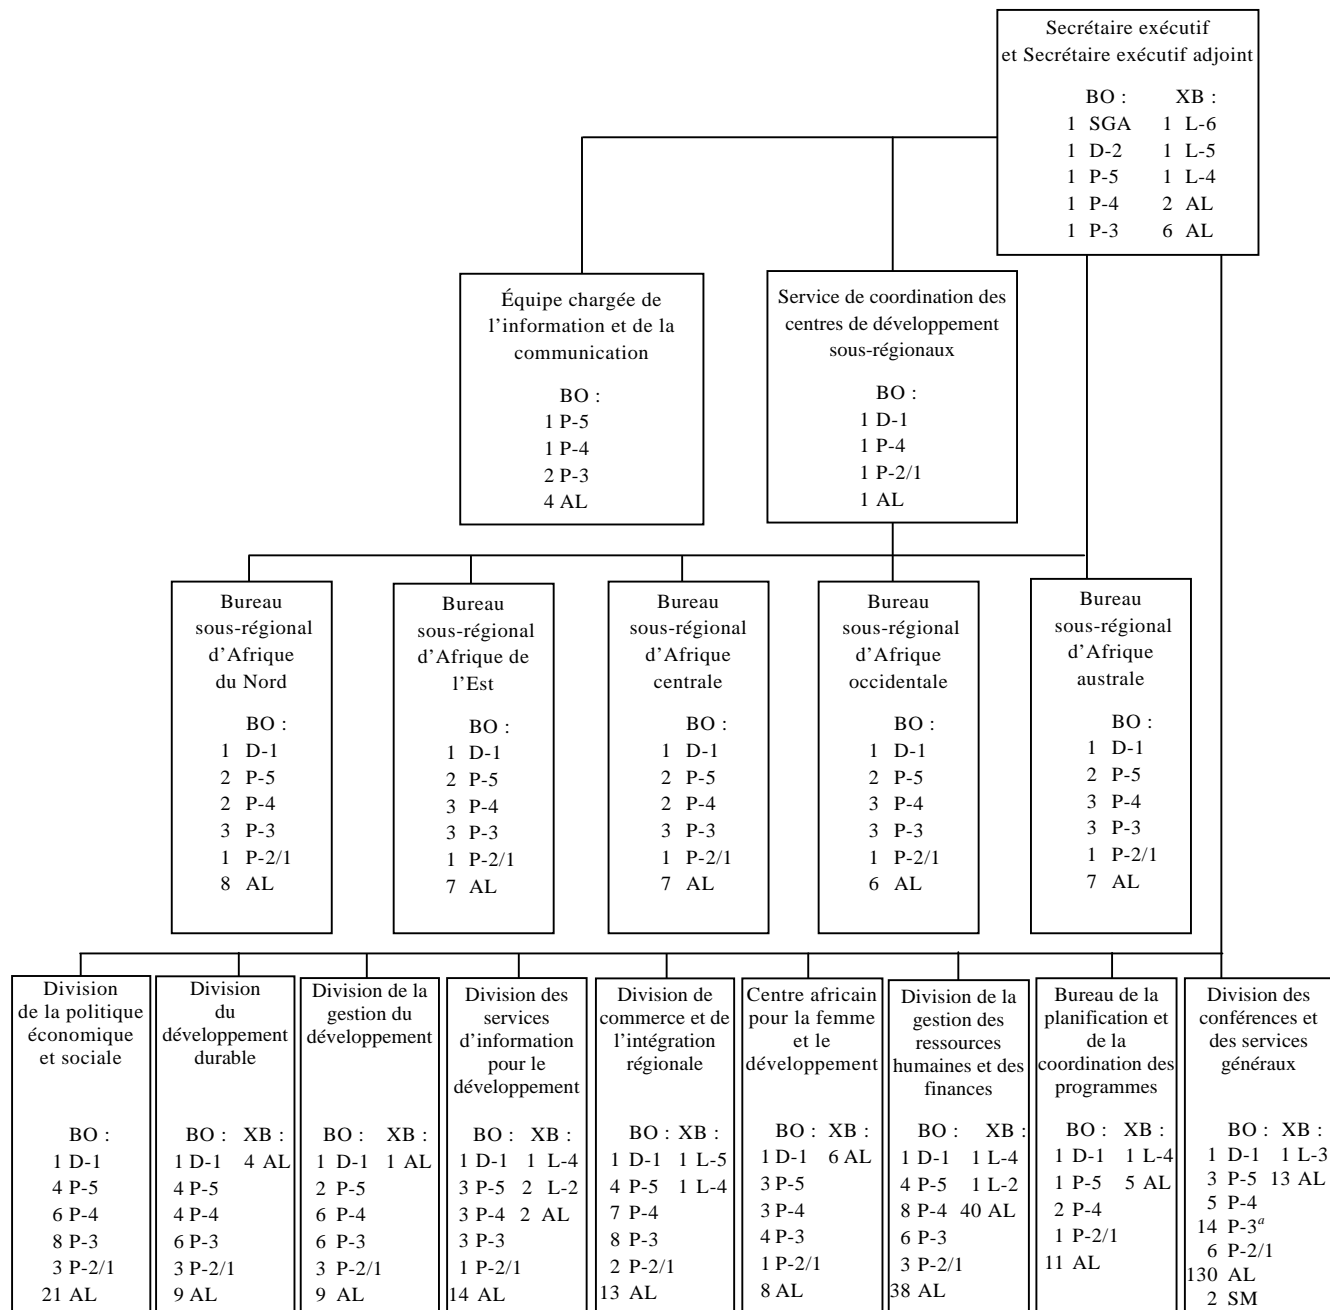 Secrétaire exécutif
et Secrétaire exécutif adjoint
BO : XB :
1 SGA 1 L-6
1 D-2 1 L-5
1 P-5 1 L-4
1 P-4 2 AL
1 P-3 6 AL
Équipe chargée de
l’information et de la
communication
BO :
1 P-5
1 P-4
2 P-3
4 AL
Service de coordination des
centres de développement
sous-régionaux
BO :
1 D-1
1 P-4
1 P-2/1
1 AL
Bureau
sous-régional
d’Afrique
du Nord
BO :
1 D-1
2 P-5
2 P-4
3 P-3
1 P-2/1
8 AL
Bureau
sous-régional
d’Afrique de
l’Est
BO :
1 D-1
2 P-5
3 P-4
3 P-3
1 P-2/1
7 AL
Bureau
sous-régional
d’Afrique
centrale
BO :
1 D-1
2 P-5
2 P-4
3 P-3
1 P-2/1
7 AL
Bureau
sous-régional
d’Afrique
occidentale
BO :
1 D-1
2 P-5
3 P-4
3 P-3
1 P-2/1
6 AL
Bureau
sous-régional
d’Afrique
australe
BO :
1 D-1
2 P-5
3 P-4
3 P-3
1 P-2/1
7 AL
Division
de la politique
économique
et sociale
BO :
1 D-1
4 P-5
6 P-4
8 P-3
3 P-2/1
21 AL
Division
du
développement
durable
BO : XB :
1 D-1 4 AL
4 P-5
4 P-4
6 P-3
3 P-2/1
9 AL
Division de la
gestion du
développement
BO : XB :
1 D-1 1 AL
2 P-5
6 P-4
6 P-3
3 P-2/1
9 AL
Division des
services
d’information
pour le
développement
BO : XB :
1 D-1 1 L-4
3 P-5 2 L-2
3 P-4 2 AL
3 P-3
1 P-2/1
14 AL
Division de
commerce et de
l’intégration
régionale
BO : XB :
1 D-1 1 L-5
4 P-5 1 L-4
7 P-4
8 P-3
2 P-2/1
13 AL
Centre africain
pour la femme
et le
développement
BO : XB :
1 D-1 6 AL
3 P-5
3 P-4
4 P-3
1 P-2/1
8 AL
Division de la
gestion des
ressources
humaines et des
finances
BO : XB :
1 D-1 1 L-4
4 P-5 1 L-2
8 P-4 40 AL
6 P-3
3 P-2/1
38 AL
Bureau de la
planification et
de la
coordination des
programmes
BO : XB :
1 D-1 1 L-4
1 P-5 5 AL
2 P-4
1 P-2/1
11 AL
Division des
conférences et
des services
généraux
BO : XB :
1 D-1 1 L-3
3 P-5 13 AL
5 P-4
14 P-3a
6 P-2/1
130 AL
2 SM